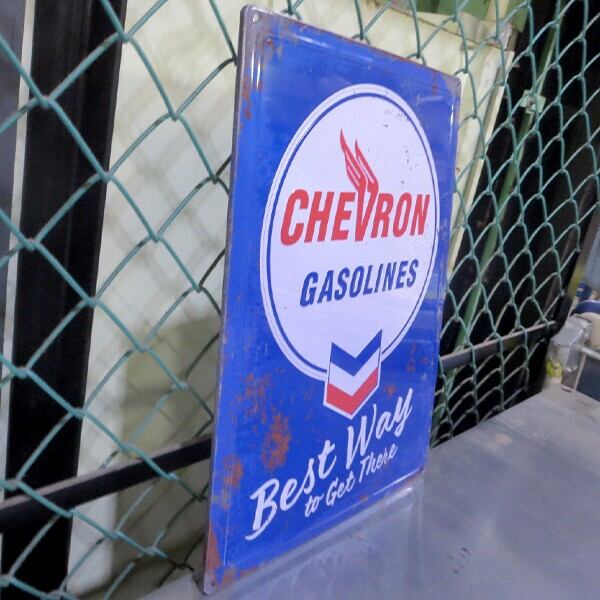 CHEVRON
GASOLINES
Best Way
to Get There